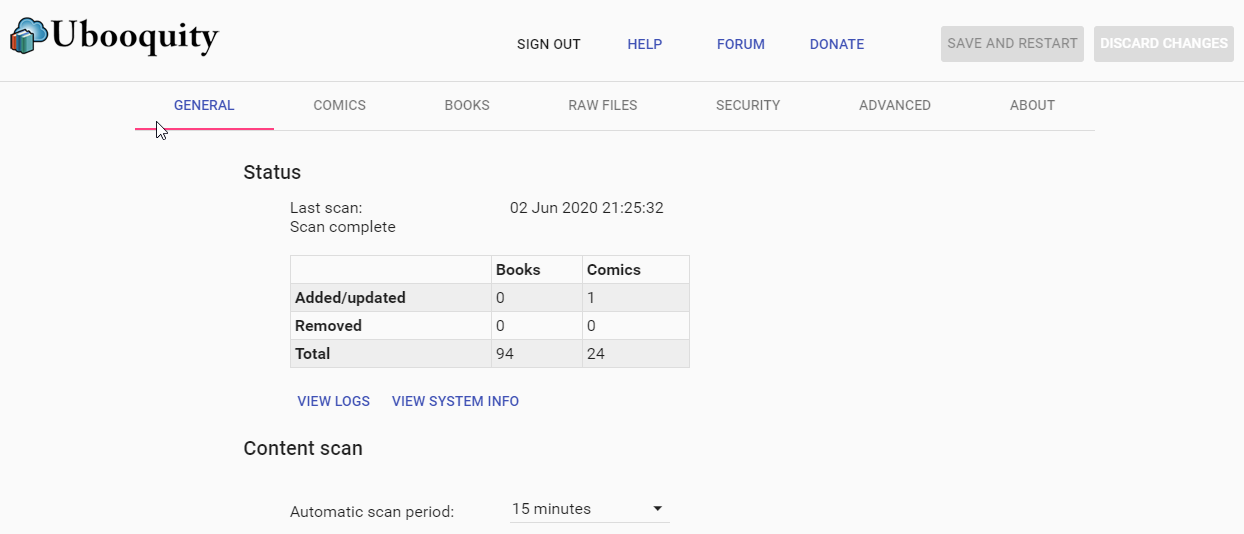 Ubooquity
SIGN OUT HELP FORUM DONATE SAVE AND RESTART DISCARD CHANGES
GENERAL COMICS BOOKS RAW FILES SECURITY ADVANCED ABOUT
Status
Last scan: 02 Jun 2020 21:25:32
Scan complete
Books Comics
Added/updated 0 1
Removed 0 0
Total 94 24
VIEW LOGS VIEW SYSTEM INFO
Content scan
Automatic scan period: 15 minutes